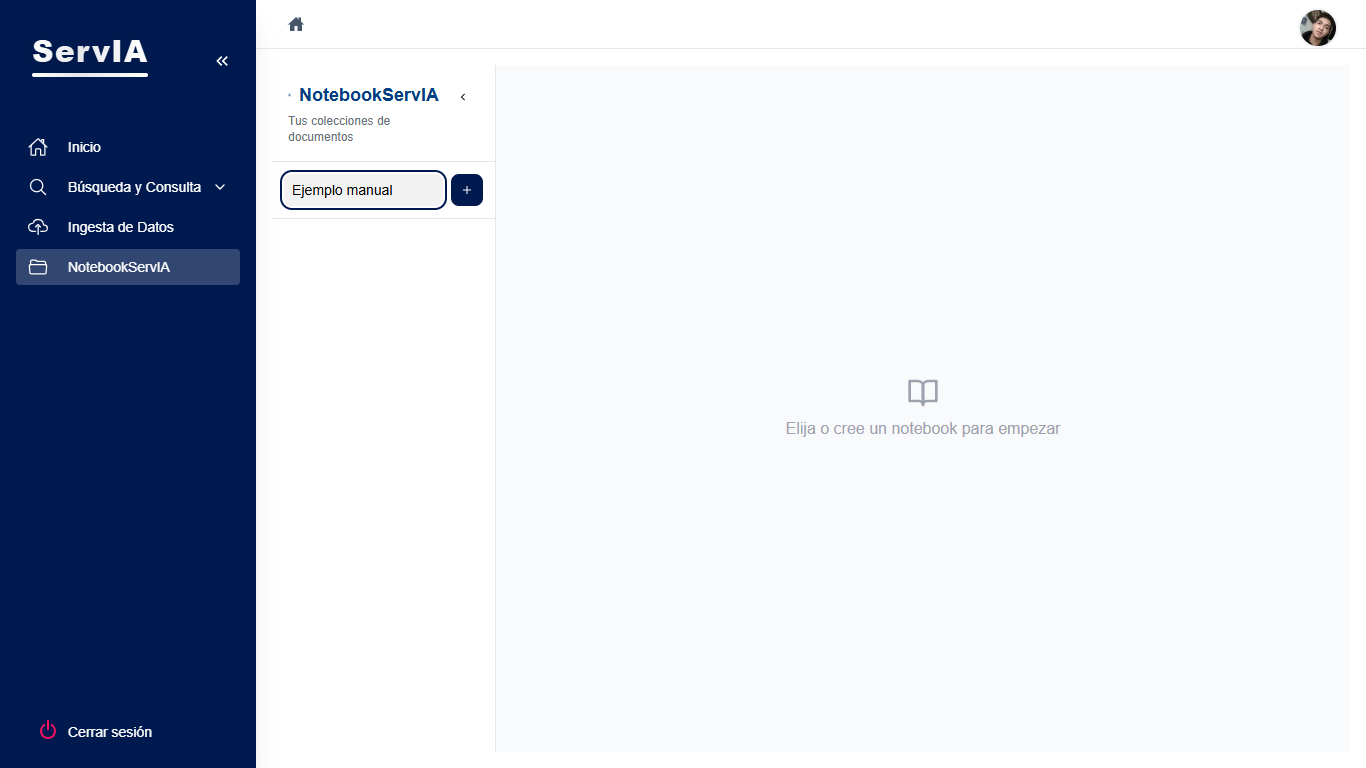 ServIA
Inicio
Búsqueda y Consulta
Ingesta de Datos
NotebookServIA
Cerrar sesión
NotebookServIA
Tus colecciones de
documentos
Ejemplo manual
+
Elija o cree un notebook para empezar